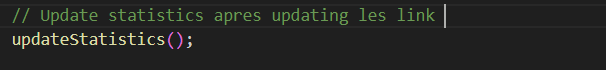 // Update statistics apres updating les link
updateStatistics();